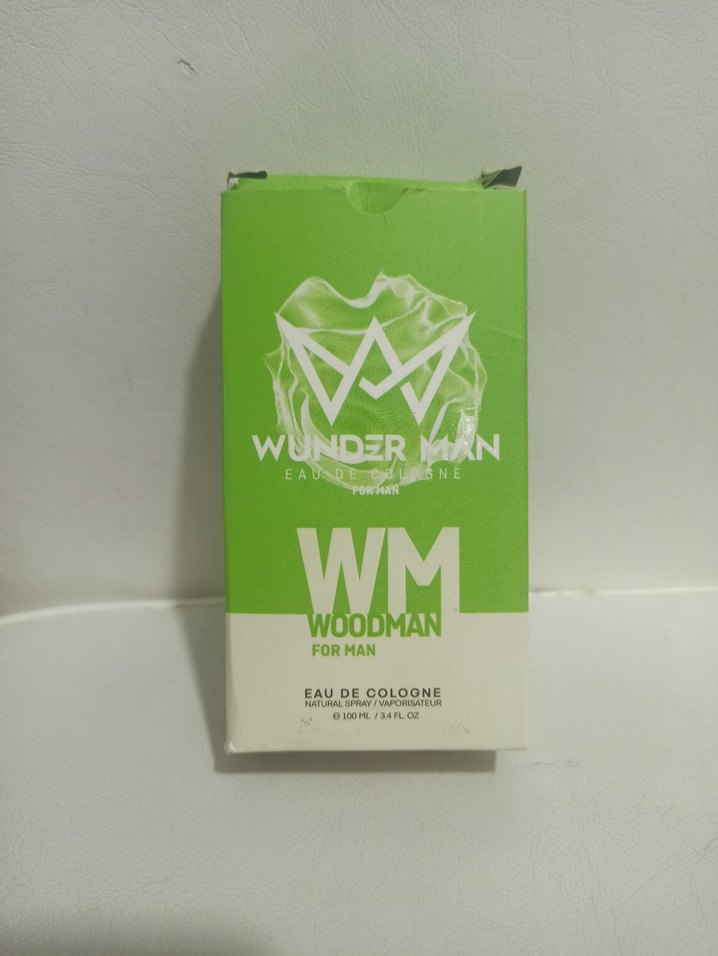 WUNDER MAN
EAU DE COLOGNE
FOR MAN
WM
WOODMAN
FOR MAN
EAU DE COLOGNE
NATURAL SPRAY / VAPORISATEUR
℮ 100 ML / 3.4 FL. OZ